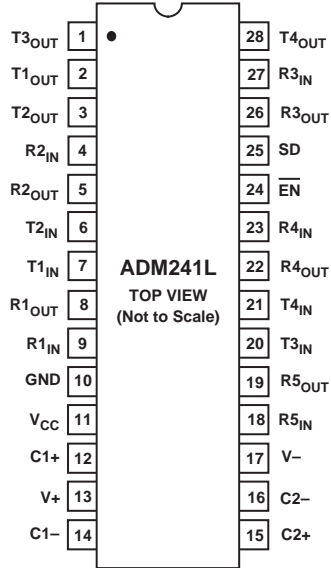 T3OUT 1 28 T4OUT
T1OUT 2 27 R3IN
T2OUT 3 26 R3OUT
R2IN 4 25 SD
R2OUT 5 24 E̅N̅
T2IN 6 23 R4IN
T1IN 7 ADM241L 22 R4OUT
TOP VIEW
R1OUT 8 (Not to Scale) 21 T4IN
R1IN 9 20 T3IN
GND 10 19 R5OUT
VCC 11 18 R5IN
C1+ 12 17 V–
V+ 13 16 C2–
C1– 14 15 C2+